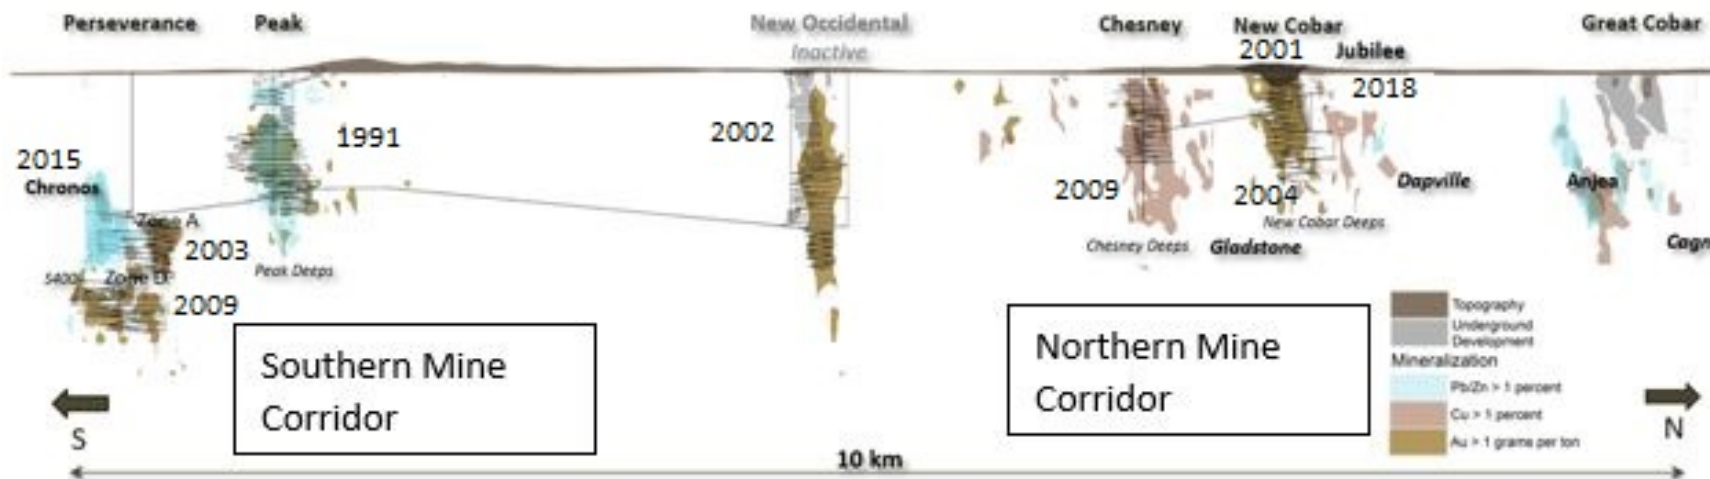 Perseverance
Peak
New Occidental
Inactive
Chesney
New Cobar
2001
Jubilee
Great Cobar
2018
1991
2002
2015
Chronos
Zone A
2003
S400
Zone D
2009
Peak Deeps
2009
2004
Dapville
New Cobar Deeps
Chesney Deeps
Gladstone
Anjea
Cagn
Southern Mine
Corridor
Northern Mine
Corridor
Topography
Underground
Development
Mineralization
Pb/Zn > 1 percent
Cu > 1 percent
Au > 1 grams per ton
S
N
10 km